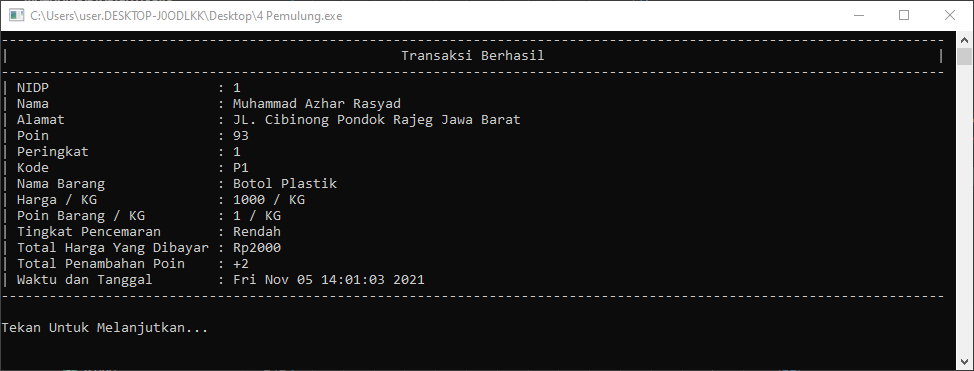 C:\Users\user.DESKTOP-J0ODLKK\Desktop\4 Pemulung.exe
Transaksi Berhasil
NIDP : 1
Nama : Muhammad Azhar Rasyad
Alamat : JL. Cibinong Pondok Rajeg Jawa Barat
Poin : 93
Peringkat : 1
Kode : P1
Nama Barang : Botol Plastik
Harga / KG : 1000 / KG
Poin Barang / KG : 1 / KG
Tingkat Pencemaran : Rendah
Total Harga Yang Dibayar : Rp2000
Total Penambahan Poin : +2
Waktu dan Tanggal : Fri Nov 05 14:01:03 2021
Tekan Untuk Melanjutkan...